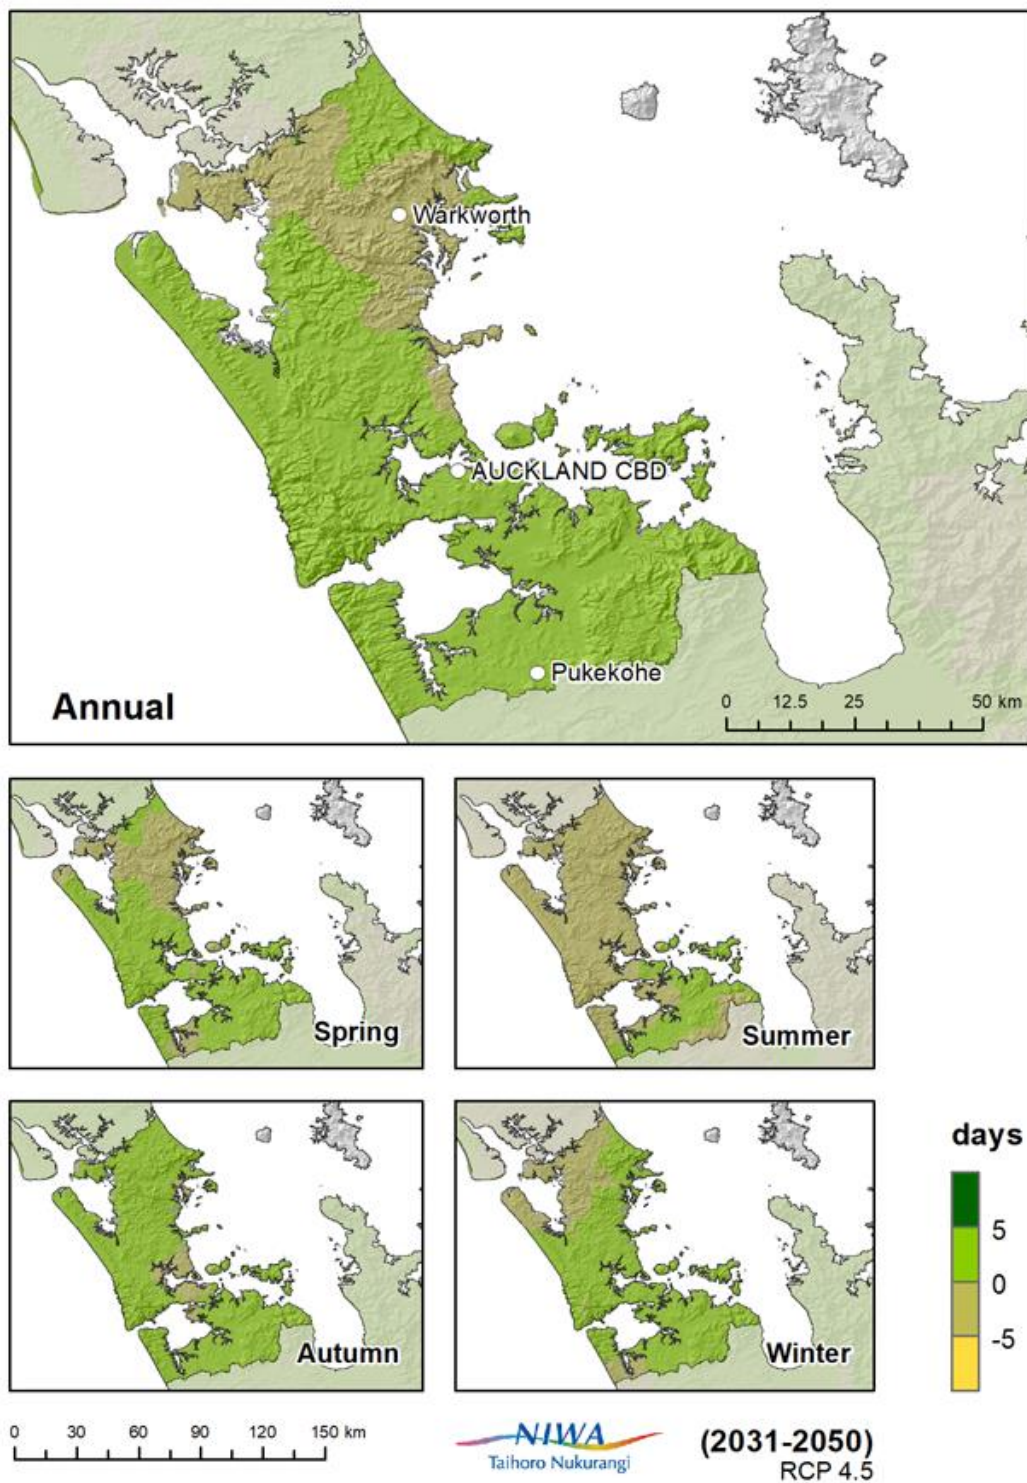 Warkworth
AUCKLAND CBD
Pukekohe
Annual
0 12.5 25 50 km
Spring
Summer
Autumn
Winter
days
5
0
-5
0 30 60 90 120 150 km
NIWA
Taihoro Nukurangi
(2031-2050)
RCP 4.5